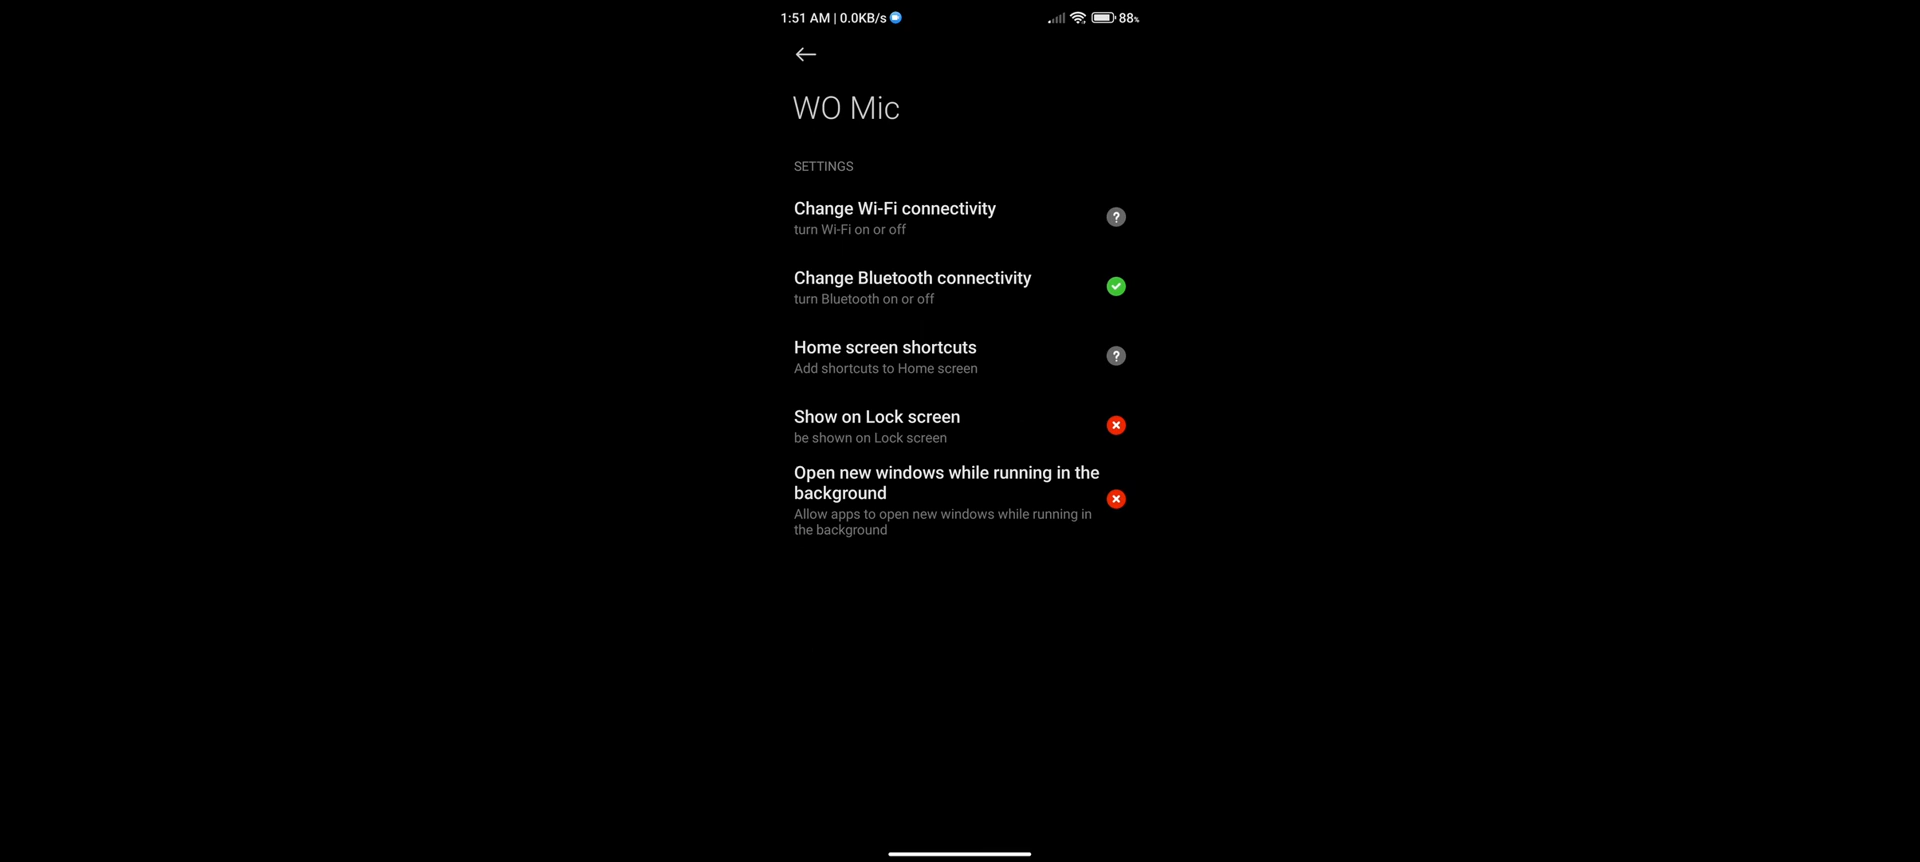 1:51 AM | 0.0KB/s
88%
WO Mic
SETTINGS
Change Wi-Fi connectivity
turn Wi-Fi on or off
Change Bluetooth connectivity
turn Bluetooth on or off
Home screen shortcuts
Add shortcuts to Home screen
Show on Lock screen
be shown on Lock screen
Open new windows while running in the
background
Allow apps to open new windows while running in
the background